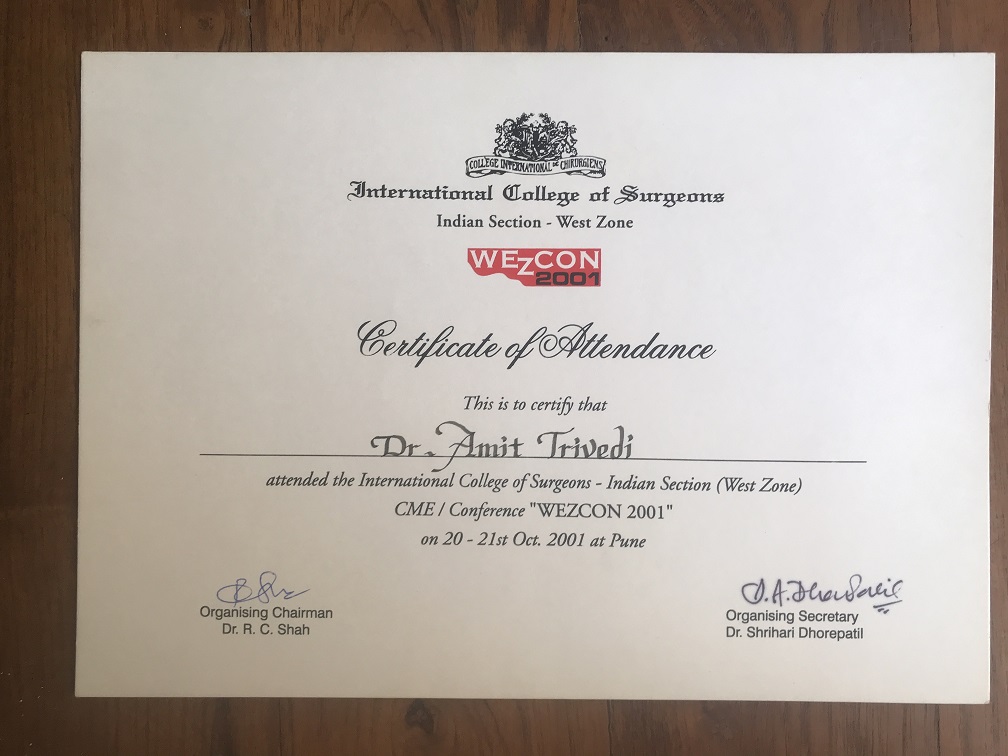 COLLÈGE INTERNATIONAL DE CHIRURGIENS
International College of Surgeons
Indian Section - West Zone
WEZCON
2001
Certificate of Attendance
This is to certify that
Dr. Amit Trivedi
attended the International College of Surgeons - Indian Section (West Zone)
CME / Conference "WEZCON 2001"
on 20 - 21st Oct. 2001 at Pune
Organising Chairman
Dr. R. C. Shah
Organising Secretary
Dr. Shrihari Dhorepatil